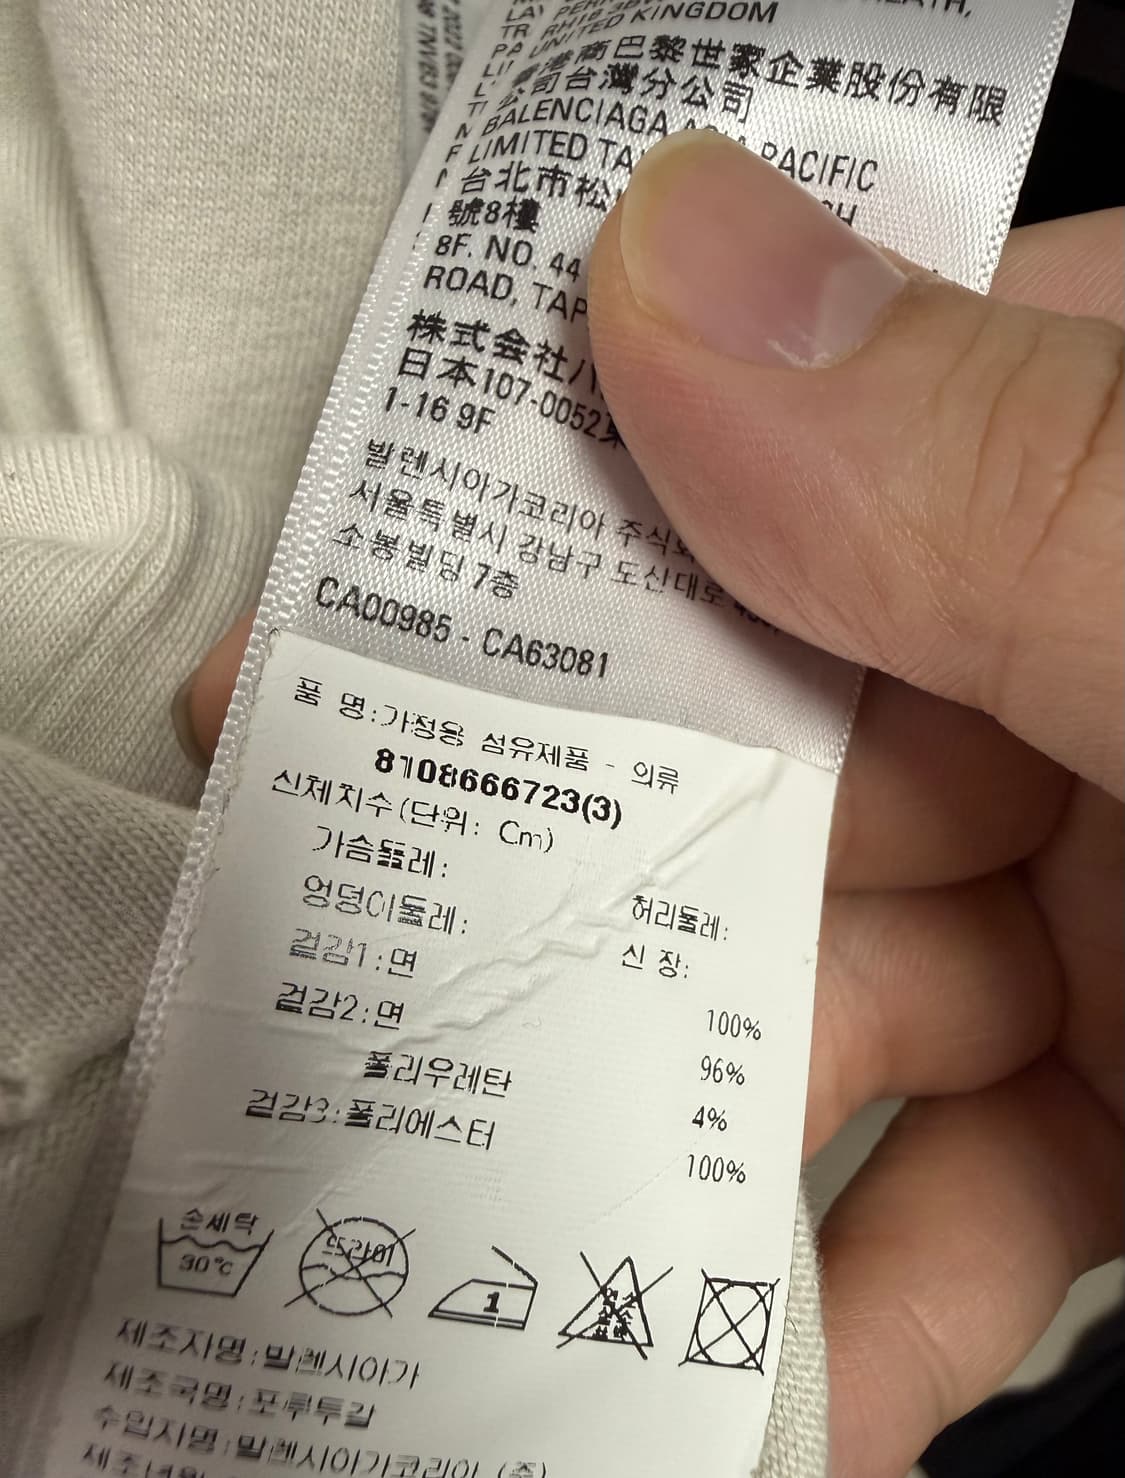 UNITED KINGDOM
香港商巴黎世家企業股份有限
公司台灣分公司
BALENCIAGA PACIFIC
LIMITED
台北市松
號8樓
8F. NO. 44
ROAD,
株式会社
日本107-0052
1-16 9F
발렌시아가코리아
서울특별시 강남구 도산대로
소봉빌딩 7층
CA00985 - CA63081
품 명:가정용 섬유제품 - 의류
8108666723(3)
신체치수(단위: Cm)
가슴둘레:
엉덩이둘레: 허리둘레:
신 장:
겉감1:면 100%
겉감2:면 96%
폴리우레탄 4%
겉감3:폴리에스터 100%
손세탁
30℃
드라이
1
제조자명:발렌시아가
제조국명:포루투갈
수입자명:발렌시아가코리아 (주)